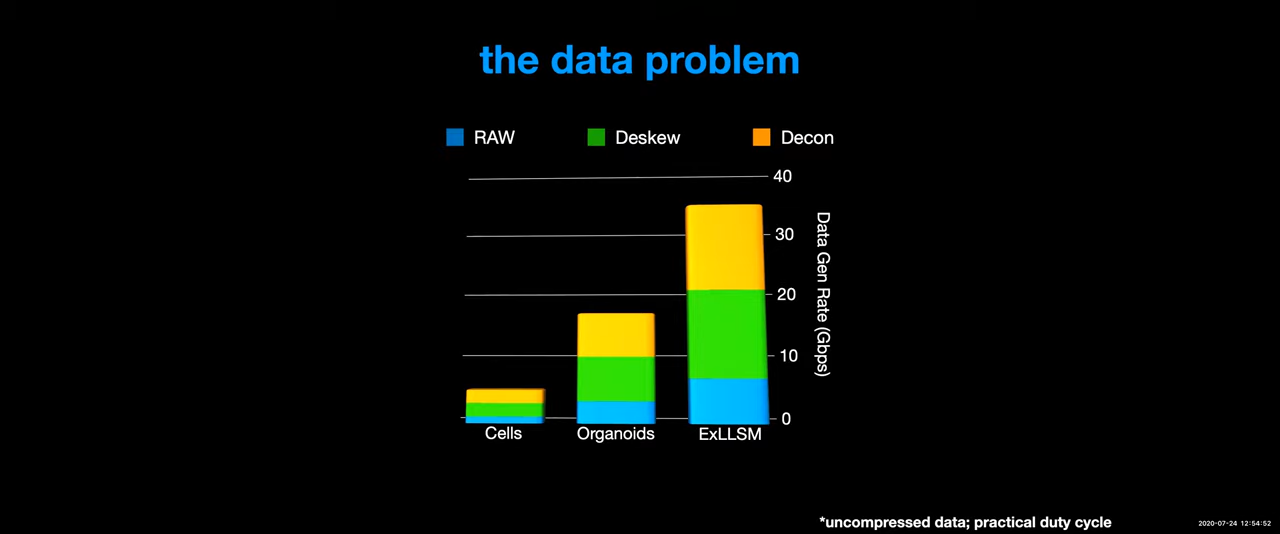 the data problem
RAW
Deskew
Decon
40
30
20
10
0
Data Gen Rate (Gbps)
Cells
Organoids
ExLLSM
*uncompressed data; practical duty cycle
2020-07-24 12:54:52